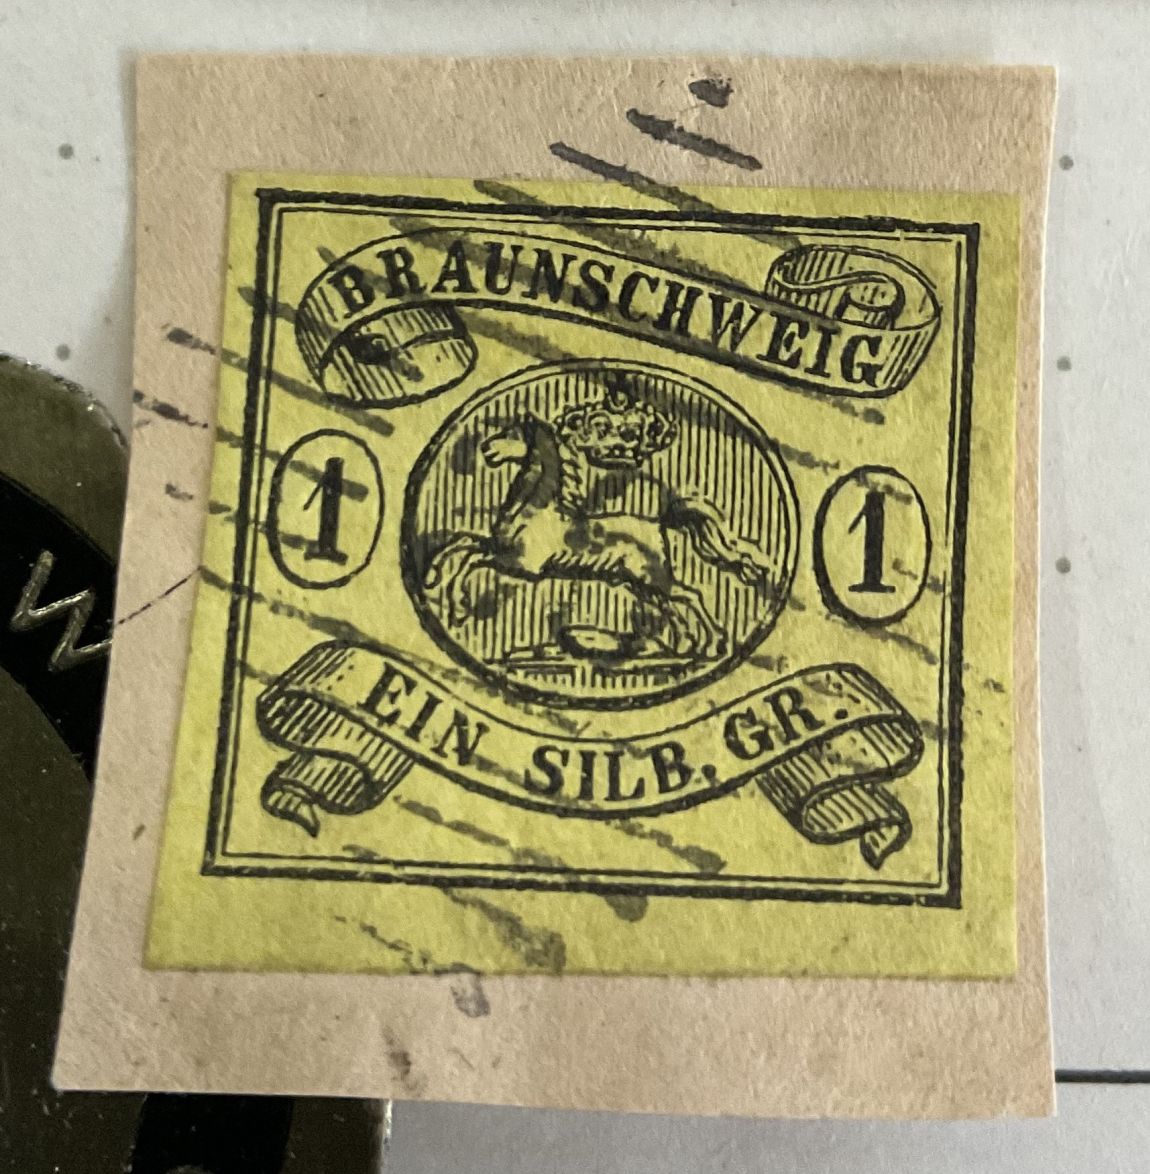 BRAUNSCHWEIG
1 1
EIN SILB. GR.